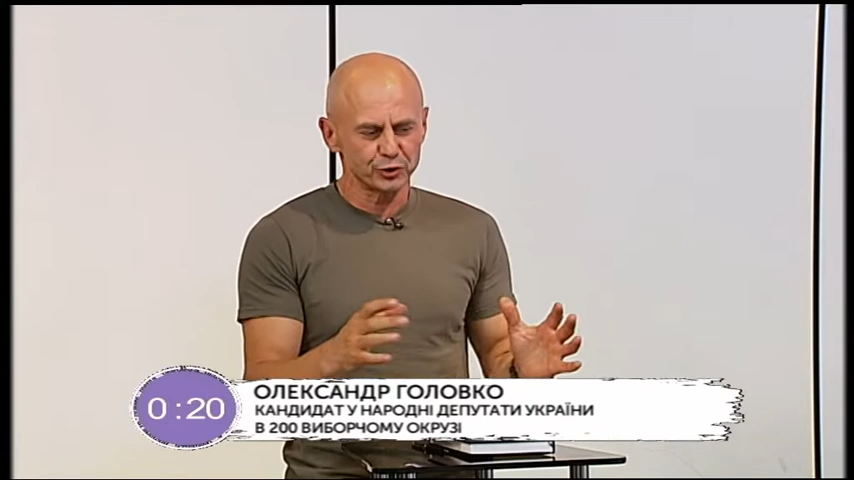 ОЛЕКСАНДР ГОЛОВКО
КАНДИДАТ У НАРОДНІ ДЕПУТАТИ УКРАЇНИ
В 200 ВИБОРЧОМУ ОКРУЗІ
0 : 20